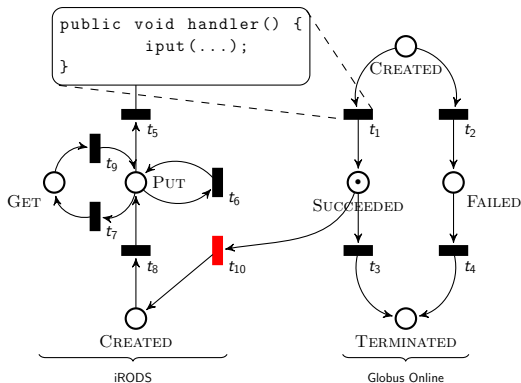 public void handler() {
iput(...);
}
CREATED
t5
t1
t2
t9
GET
PUT
t6
SUCCEEDED
FAILED
t7
t8
t10
t3
t4
CREATED
TERMINATED
iRODS
Globus Online